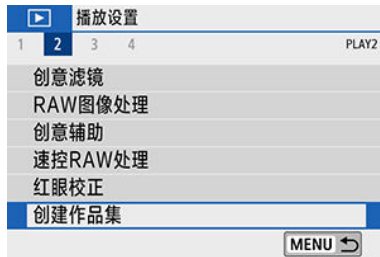 播放设置
1 2 3 4 PLAY2
创意滤镜
RAW图像处理
创意辅助
速控RAW处理
红眼校正
创建作品集
MENU